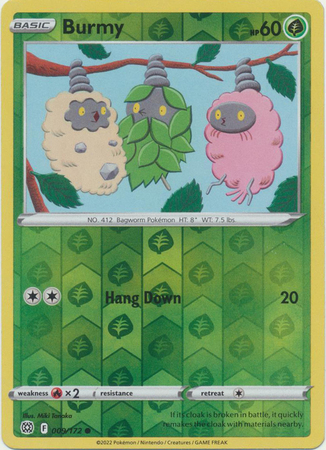 BASIC
Burmy
HP60
NO. 412 Bagworm Pokémon HT: 8" WT: 7.5 lbs.
Hang Down 20
weakness ×2 resistance retreat
Illus. Miki Tanaka
F 009/172 ●
If its cloak is broken in battle, it quickly
remakes the cloak with materials nearby.
©2022 Pokémon / Nintendo / Creatures / GAME FREAK